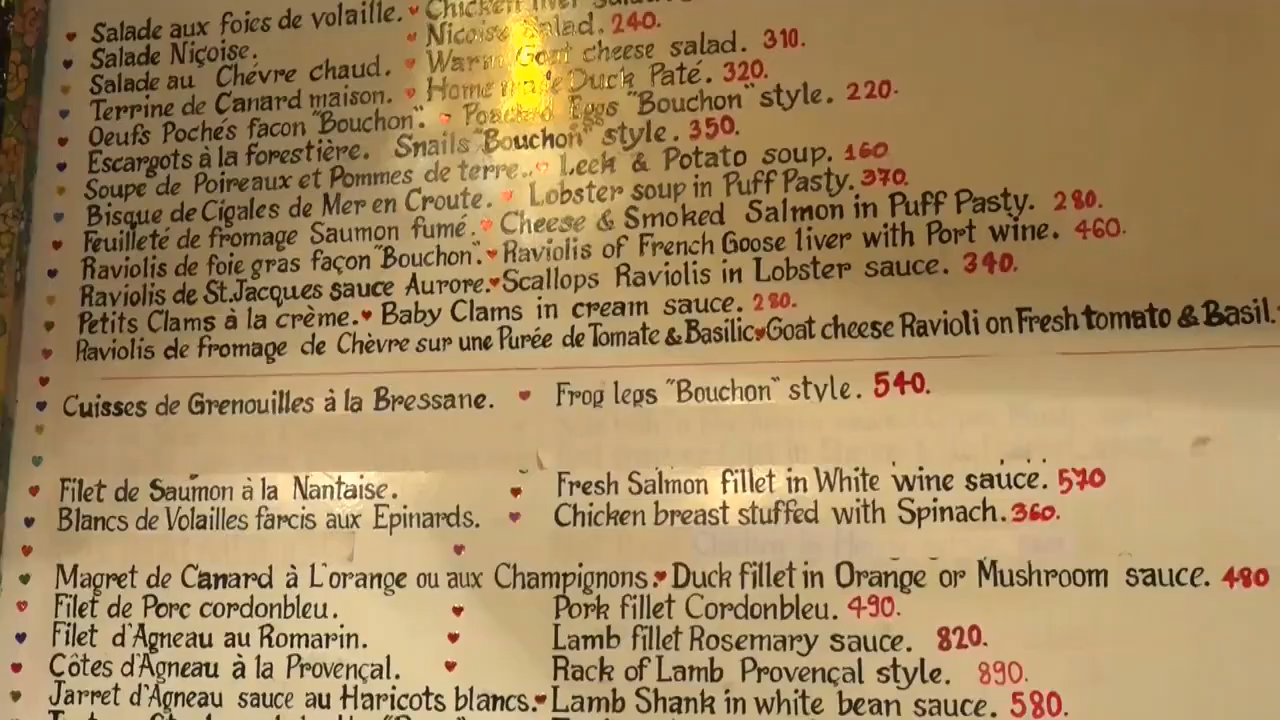 Salade aux foies de volaille. Chicken liver
Salade Niçoise. Nicoise Salad. 240.
Salade au Chèvre chaud. Warm Goat cheese salad. 310.
Terrine de Canard maison. Home made Duck Paté. 320.
Oeufs Pochés facon "Bouchon". Poached Eggs "Bouchon" style. 220.
Escargots à la forestière. Snails "Bouchon" style. 350.
Soupe de Poireaux et Pommes de terre. Leek & Potato soup. 160
Bisque de Cigales de Mer en Croute. Lobster soup in Puff Pasty. 370.
Feuilleté de fromage Saumon fumé. Cheese & Smoked Salmon in Puff Pasty. 280.
Raviolis de foie gras façon "Bouchon". Raviolis of French Goose liver with Port wine. 460.
Raviolis de St.Jacques sauce Aurore. Scallops Raviolis in Lobster sauce. 340.
Petits Clams à la crème. Baby Clams in cream sauce. 280.
Raviolis de fromage de Chèvre sur une Purée de Tomate & Basilic Goat cheese Ravioli on Fresh tomato & Basil.
Cuisses de Grenouilles à la Bressane. Frog legs "Bouchon" style. 540.
Filet de Saumon à la Nantaise. Fresh Salmon fillet in White wine sauce. 570
Blancs de Volailles farcis aux Epinards. Chicken breast stuffed with Spinach. 360.
Magret de Canard à L'orange ou aux Champignons. Duck fillet in Orange or Mushroom sauce. 480
Filet de Porc cordonbleu. Pork fillet Cordonbleu. 490.
Filet d'Agneau au Romarin. Lamb fillet Rosemary sauce. 820.
Côtes d'Agneau à la Provençal. Rack of Lamb Provençal style. 890.
Jarret d'Agneau sauce au Haricots blancs. Lamb Shank in white bean sauce. 580.